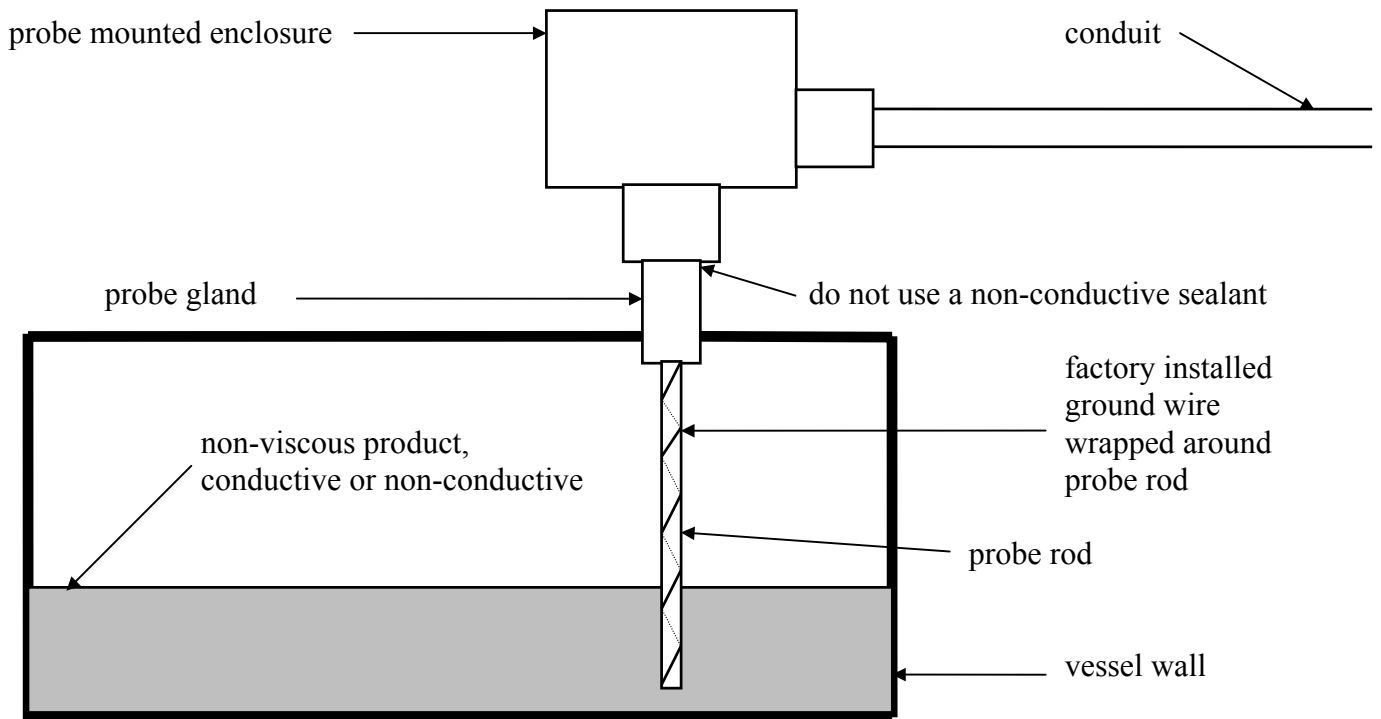 probe mounted enclosure
conduit
probe gland
do not use a non-conductive sealant
factory installed
ground wire
wrapped around
probe rod
non-viscous product,
conductive or non-conductive
probe rod
vessel wall